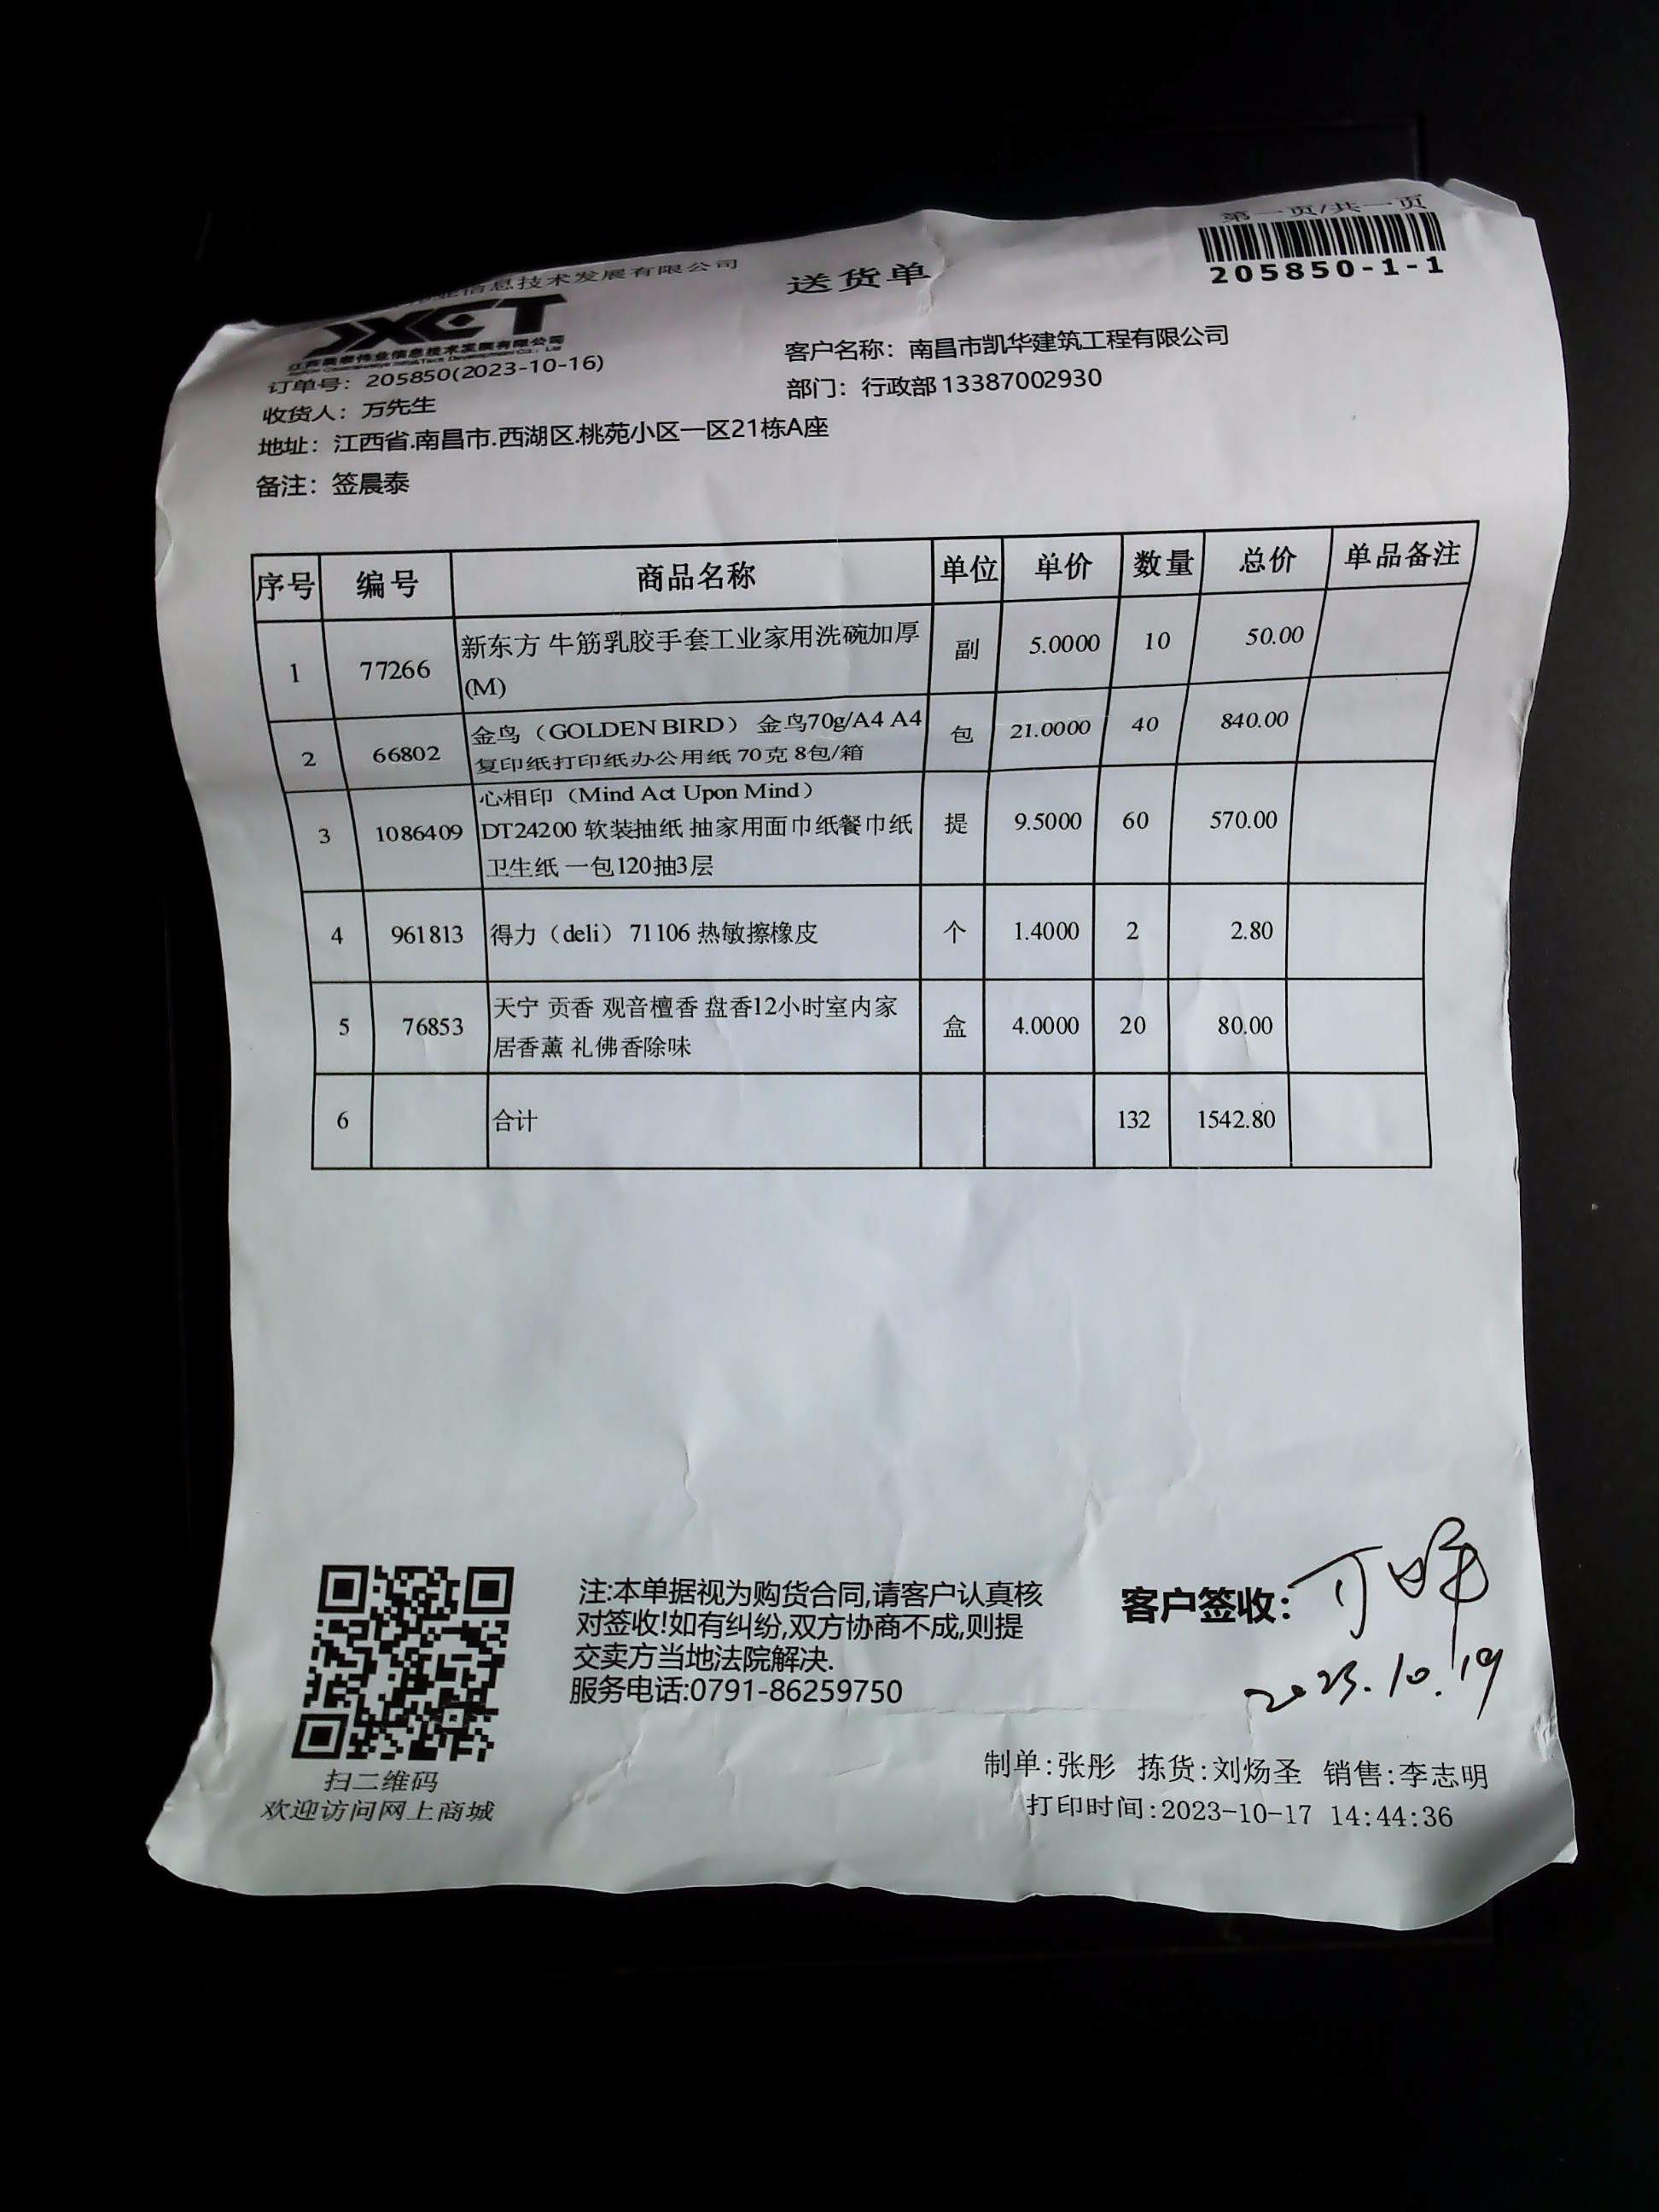 第一页/共一页
信息技术发展有限公司
送货单
205850-1-1
JXCT
江西晨泰伟业信息技术发展有限公司
客户名称：南昌市凯华建筑工程有限公司
订单号：205850(2023-10-16)
部门：行政部 13387002930
收货人：万先生
地址：江西省.南昌市.西湖区.桃苑小区一区21栋A座
备注：签晨泰
序号 编号 商品名称 单位 单价 数量 总价 单品备注
1 77266 新东方 牛筋乳胶手套工业家用洗碗加厚 副 5.0000 10 50.00
(M)
2 66802 金鸟（GOLDEN BIRD） 金鸟70g/A4 A4 包 21.0000 40 840.00
复印纸打印纸办公用纸 70克 8包/箱
心相印（Mind Act Upon Mind）
3 1086409 DT24200 软装抽纸 抽家用面巾纸餐巾纸 提 9.5000 60 570.00
卫生纸 一包120抽3层
4 961813 得力（deli） 71106 热敏擦橡皮 个 1.4000 2 2.80
5 76853 天宁 贡香 观音檀香 盘香12小时室内家 盒 4.0000 20 80.00
居香薰 礼佛香除味
6 合计 132 1542.80
注:本单据视为购货合同,请客户认真核
对签收!如有纠纷,双方协商不成,则提
交卖方当地法院解决.
服务电话:0791-86259750
客户签收:
2023.10.19
扫二维码
欢迎访问网上商城
制单:张彤 拣货:刘炀圣 销售:李志明
打印时间:2023-10-17 14:44:36